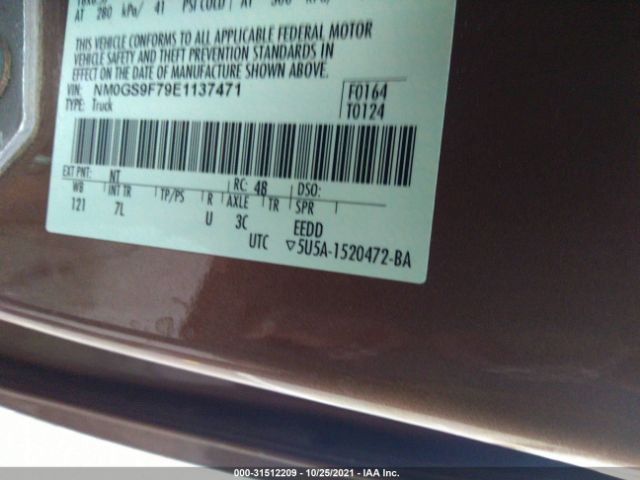 AT 280 kPa/ 41 PSI COLD AT
THIS VEHICLE CONFORMS TO ALL APPLICABLE FEDERAL MOTOR
VEHICLE SAFETY AND THEFT PREVENTION STANDARDS IN
EFFECT ON THE DATE OF MANUFACTURE SHOWN ABOVE.
VIN: NM0GS9F79E1137471
TYPE: Truck
F0164
T0124
EXT PNT: NT RC: 48 DSO:
WB INT TR TP/PS R AXLE TR SPR
121 7L U 3C EEDD
UTC ▽5U5A-1520472-BA
000-31512209 - 10/25/2021 - IAA Inc.